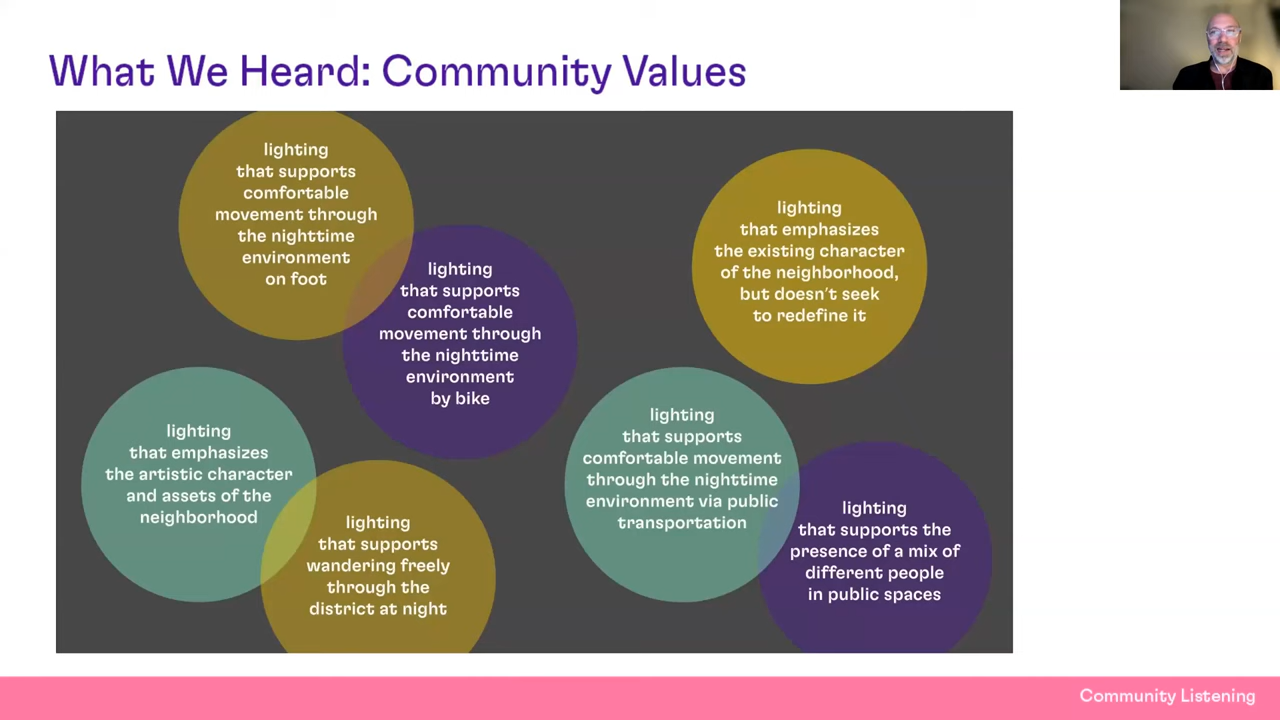 What We Heard: Community Values
lighting
that supports
comfortable
movement through
the nighttime
environment
on foot
lighting
that supports
comfortable
movement through
the nighttime
environment
by bike
lighting
that emphasizes
the existing character
of the neighborhood,
but doesn't seek
to redefine it
lighting
that emphasizes
the artistic character
and assets of the
neighborhood
lighting
that supports
wandering freely
through the
district at night
lighting
that supports
comfortable movement
through the nighttime
environment via public
transportation
lighting
that supports the
presence of a mix of
different people
in public spaces
Community Listening